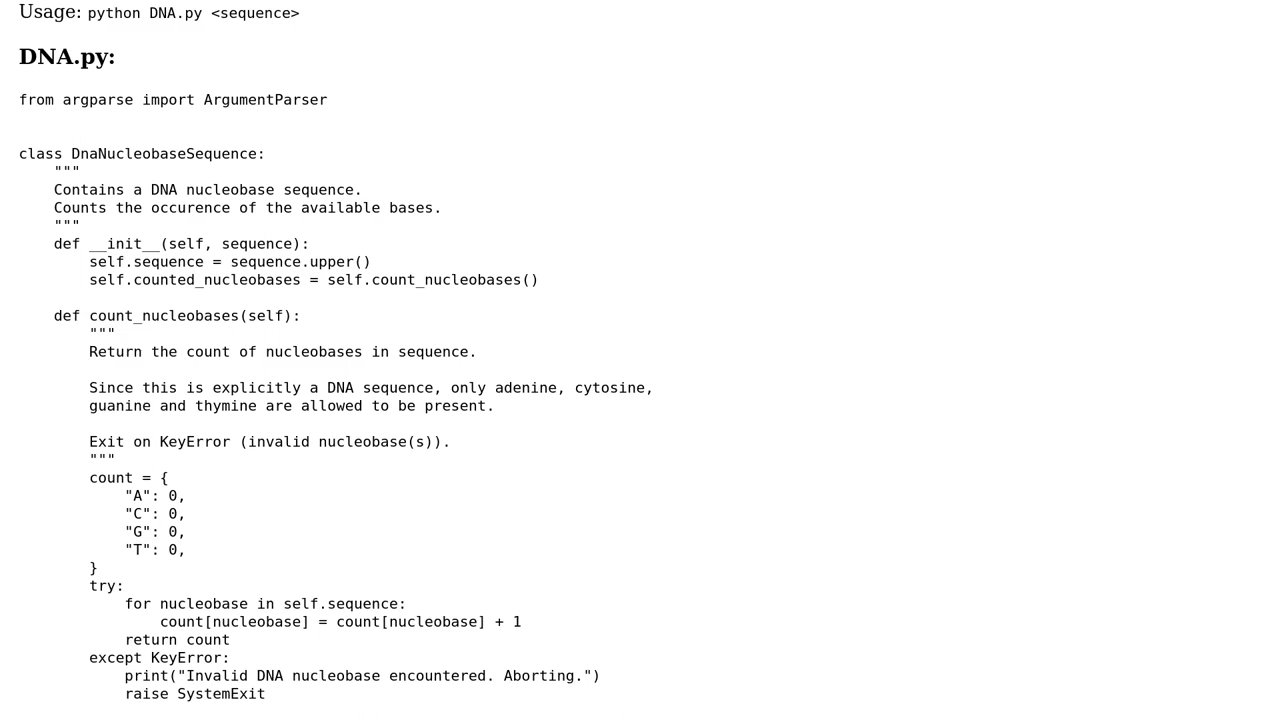 Usage: python DNA.py <sequence>
DNA.py:
from argparse import ArgumentParser
class DnaNucleobaseSequence:
    """
    Contains a DNA nucleobase sequence.
    Counts the occurence of the available bases.
    """
    def __init__(self, sequence):
        self.sequence = sequence.upper()
        self.counted_nucleobases = self.count_nucleobases()

    def count_nucleobases(self):
        """
        Return the count of nucleobases in sequence.

        Since this is explicitly a DNA sequence, only adenine, cytosine,
        guanine and thymine are allowed to be present.

        Exit on KeyError (invalid nucleobase(s)).
        """
        count = {
            "A": 0,
            "C": 0,
            "G": 0,
            "T": 0,
        }
        try:
            for nucleobase in self.sequence:
                count[nucleobase] = count[nucleobase] + 1
            return count
        except KeyError:
            print("Invalid DNA nucleobase encountered. Aborting.")
            raise SystemExit